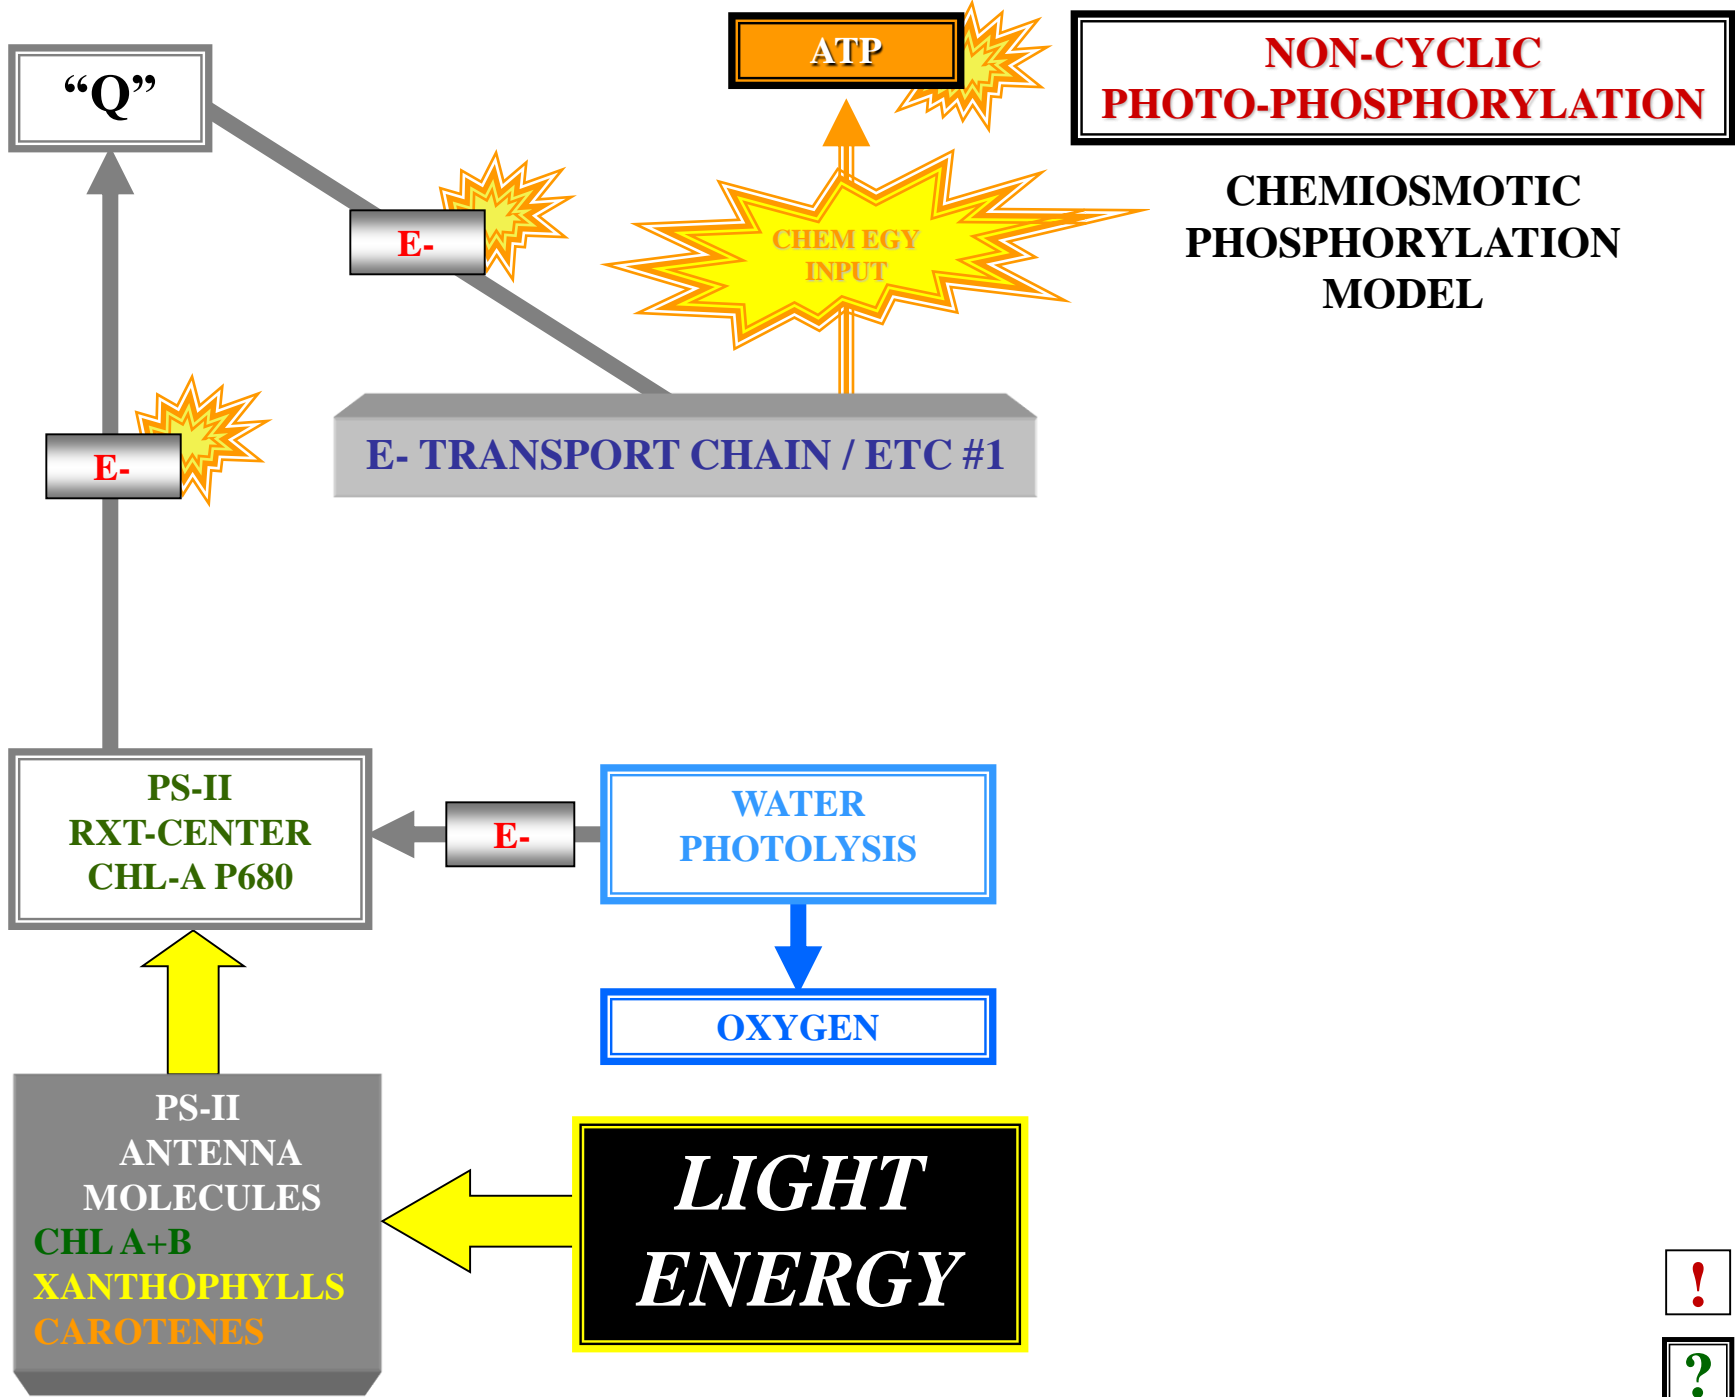 ATP
NON-CYCLIC
PHOTO-PHOSPHORYLATION
“Q”
CHEMIOSMOTIC
PHOSPHORYLATION
MODEL
E-
CHEM EGY
INPUT
E-
E- TRANSPORT CHAIN / ETC #1
PS-II
RXT-CENTER
CHL-A P680
E-
WATER
PHOTOLYSIS
OXYGEN
PS-II
ANTENNA
MOLECULES
CHL A+B
XANTHOPHYLLS
CAROTENES
LIGHT
ENERGY
!
?